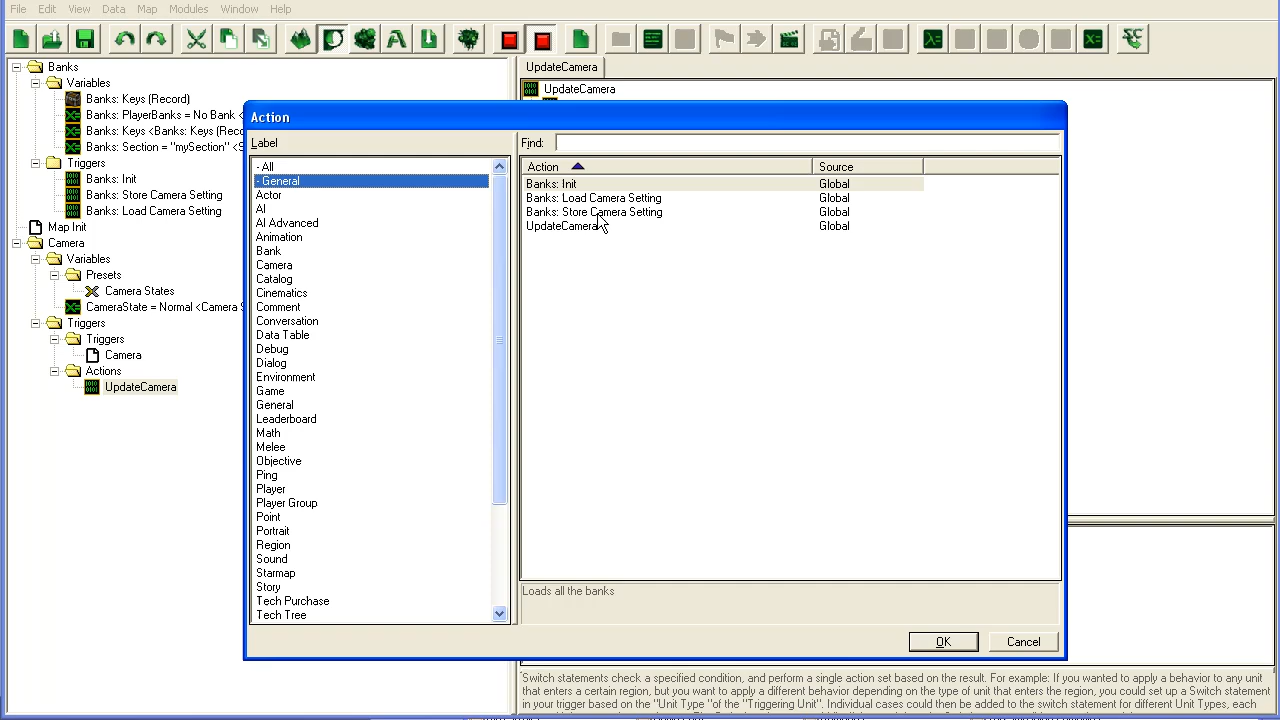 File Edit View Data Map Modules Window Help
Banks
Variables
Banks: Keys (Record)
Banks: PlayerBanks = No Bank <
Banks: Keys <Banks: Keys (Reco
Banks: Section = "mySection" <S
Triggers
Banks: Init
Banks: Store Camera Setting
Banks: Load Camera Setting
Map Init
Camera
Variables
Presets
Camera States
CameraState = Normal <Camera S
Triggers
Triggers
Camera
Actions
UpdateCamera
UpdateCamera
UpdateCamera
Action
Label
- All
- General
Actor
AI
AI Advanced
Animation
Bank
Camera
Catalog
Cinematics
Comment
Conversation
Data Table
Debug
Dialog
Environment
Game
General
Leaderboard
Math
Melee
Objective
Ping
Player
Player Group
Point
Portrait
Region
Sound
Starmap
Story
Tech Purchase
Tech Tree
Find:
Action Source
Banks: Init Global
Banks: Load Camera Setting Global
Banks: Store Camera Setting Global
UpdateCamera Global
Loads all the banks
OK Cancel
Switch statements check a specified condition, and perform a single action set based on the result. For example: If you wanted to apply a behavior to any unit
that enters a certain region, but you want to apply a different behavior depending on the type of unit that enters the region, you could set up a Switch statement
in your trigger based on the "Unit Type "of the "Triggering Unit". Individual cases could then be added to the switch statement for different Unit Types, each